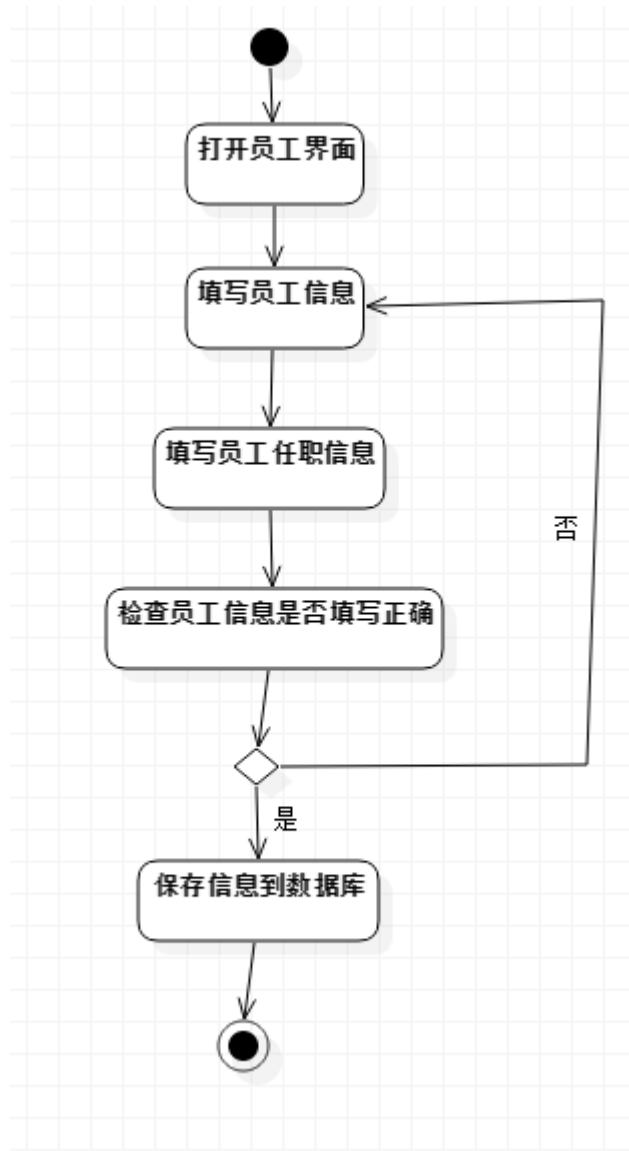 打开员工界面
填写员工信息
填写员工任职信息
否
检查员工信息是否填写正确
是
保存信息到数据库